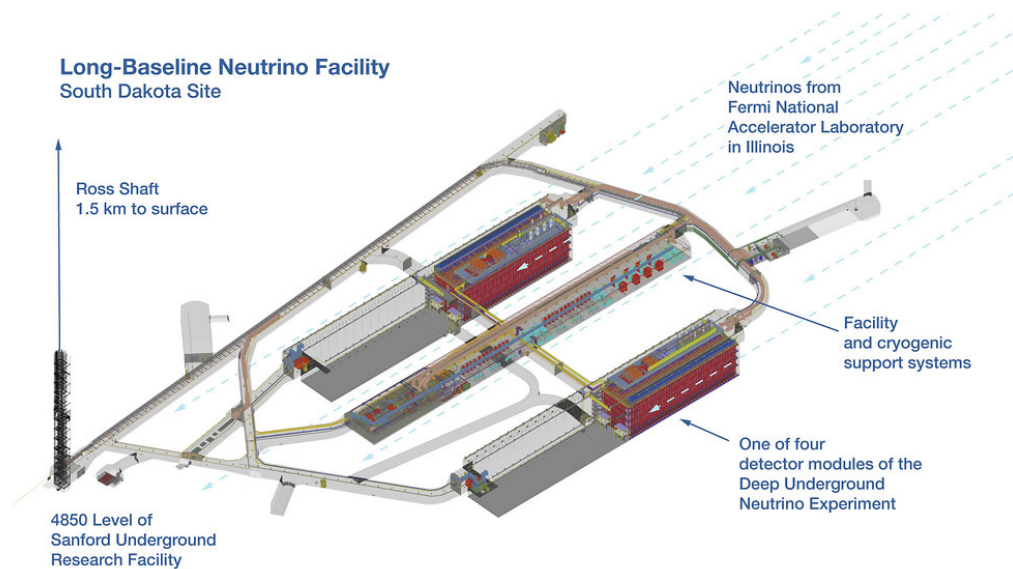 Long-Baseline Neutrino Facility
South Dakota Site
Neutrinos from
Fermi National
Accelerator Laboratory
in Illinois
Ross Shaft
1.5 km to surface
Facility
and cryogenic
support systems
One of four
detector modules of the
Deep Underground
Neutrino Experiment
4850 Level of
Sanford Underground
Research Facility